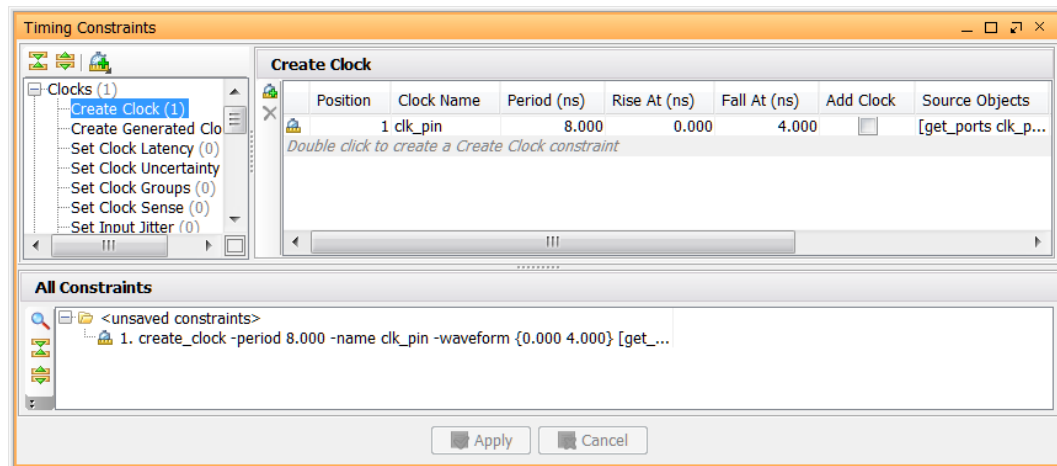 Timing Constraints
Create Clock
Clocks (1)
Create Clock (1)
Create Generated Clo
Set Clock Latency (0)
Set Clock Uncertainty
Set Clock Groups (0)
Set Clock Sense (0)
Set Input Jitter (0)
Position Clock Name Period (ns) Rise At (ns) Fall At (ns) Add Clock Source Objects
1 clk_pin 8.000 0.000 4.000 [get_ports clk_p...
Double click to create a Create Clock constraint
All Constraints
<unsaved constraints>
1. create_clock -period 8.000 -name clk_pin -waveform {0.000 4.000} [get_...
Apply Cancel